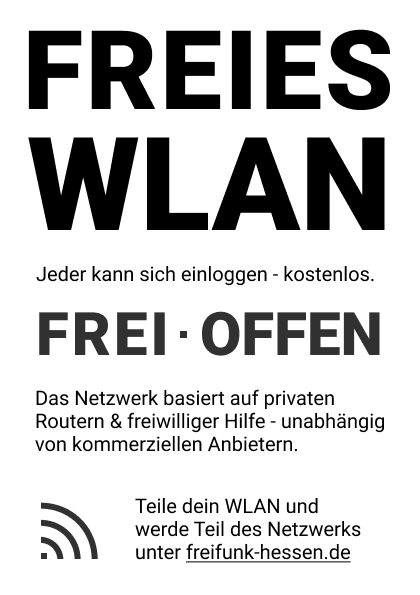 FREIES
WLAN
Jeder kann sich einloggen - kostenlos.
FREI · OFFEN
Das Netzwerk basiert auf privaten
Routern & freiwilliger Hilfe - unabhängig
von kommerziellen Anbietern.
Teile dein WLAN und
werde Teil des Netzwerks
unter freifunk-hessen.de